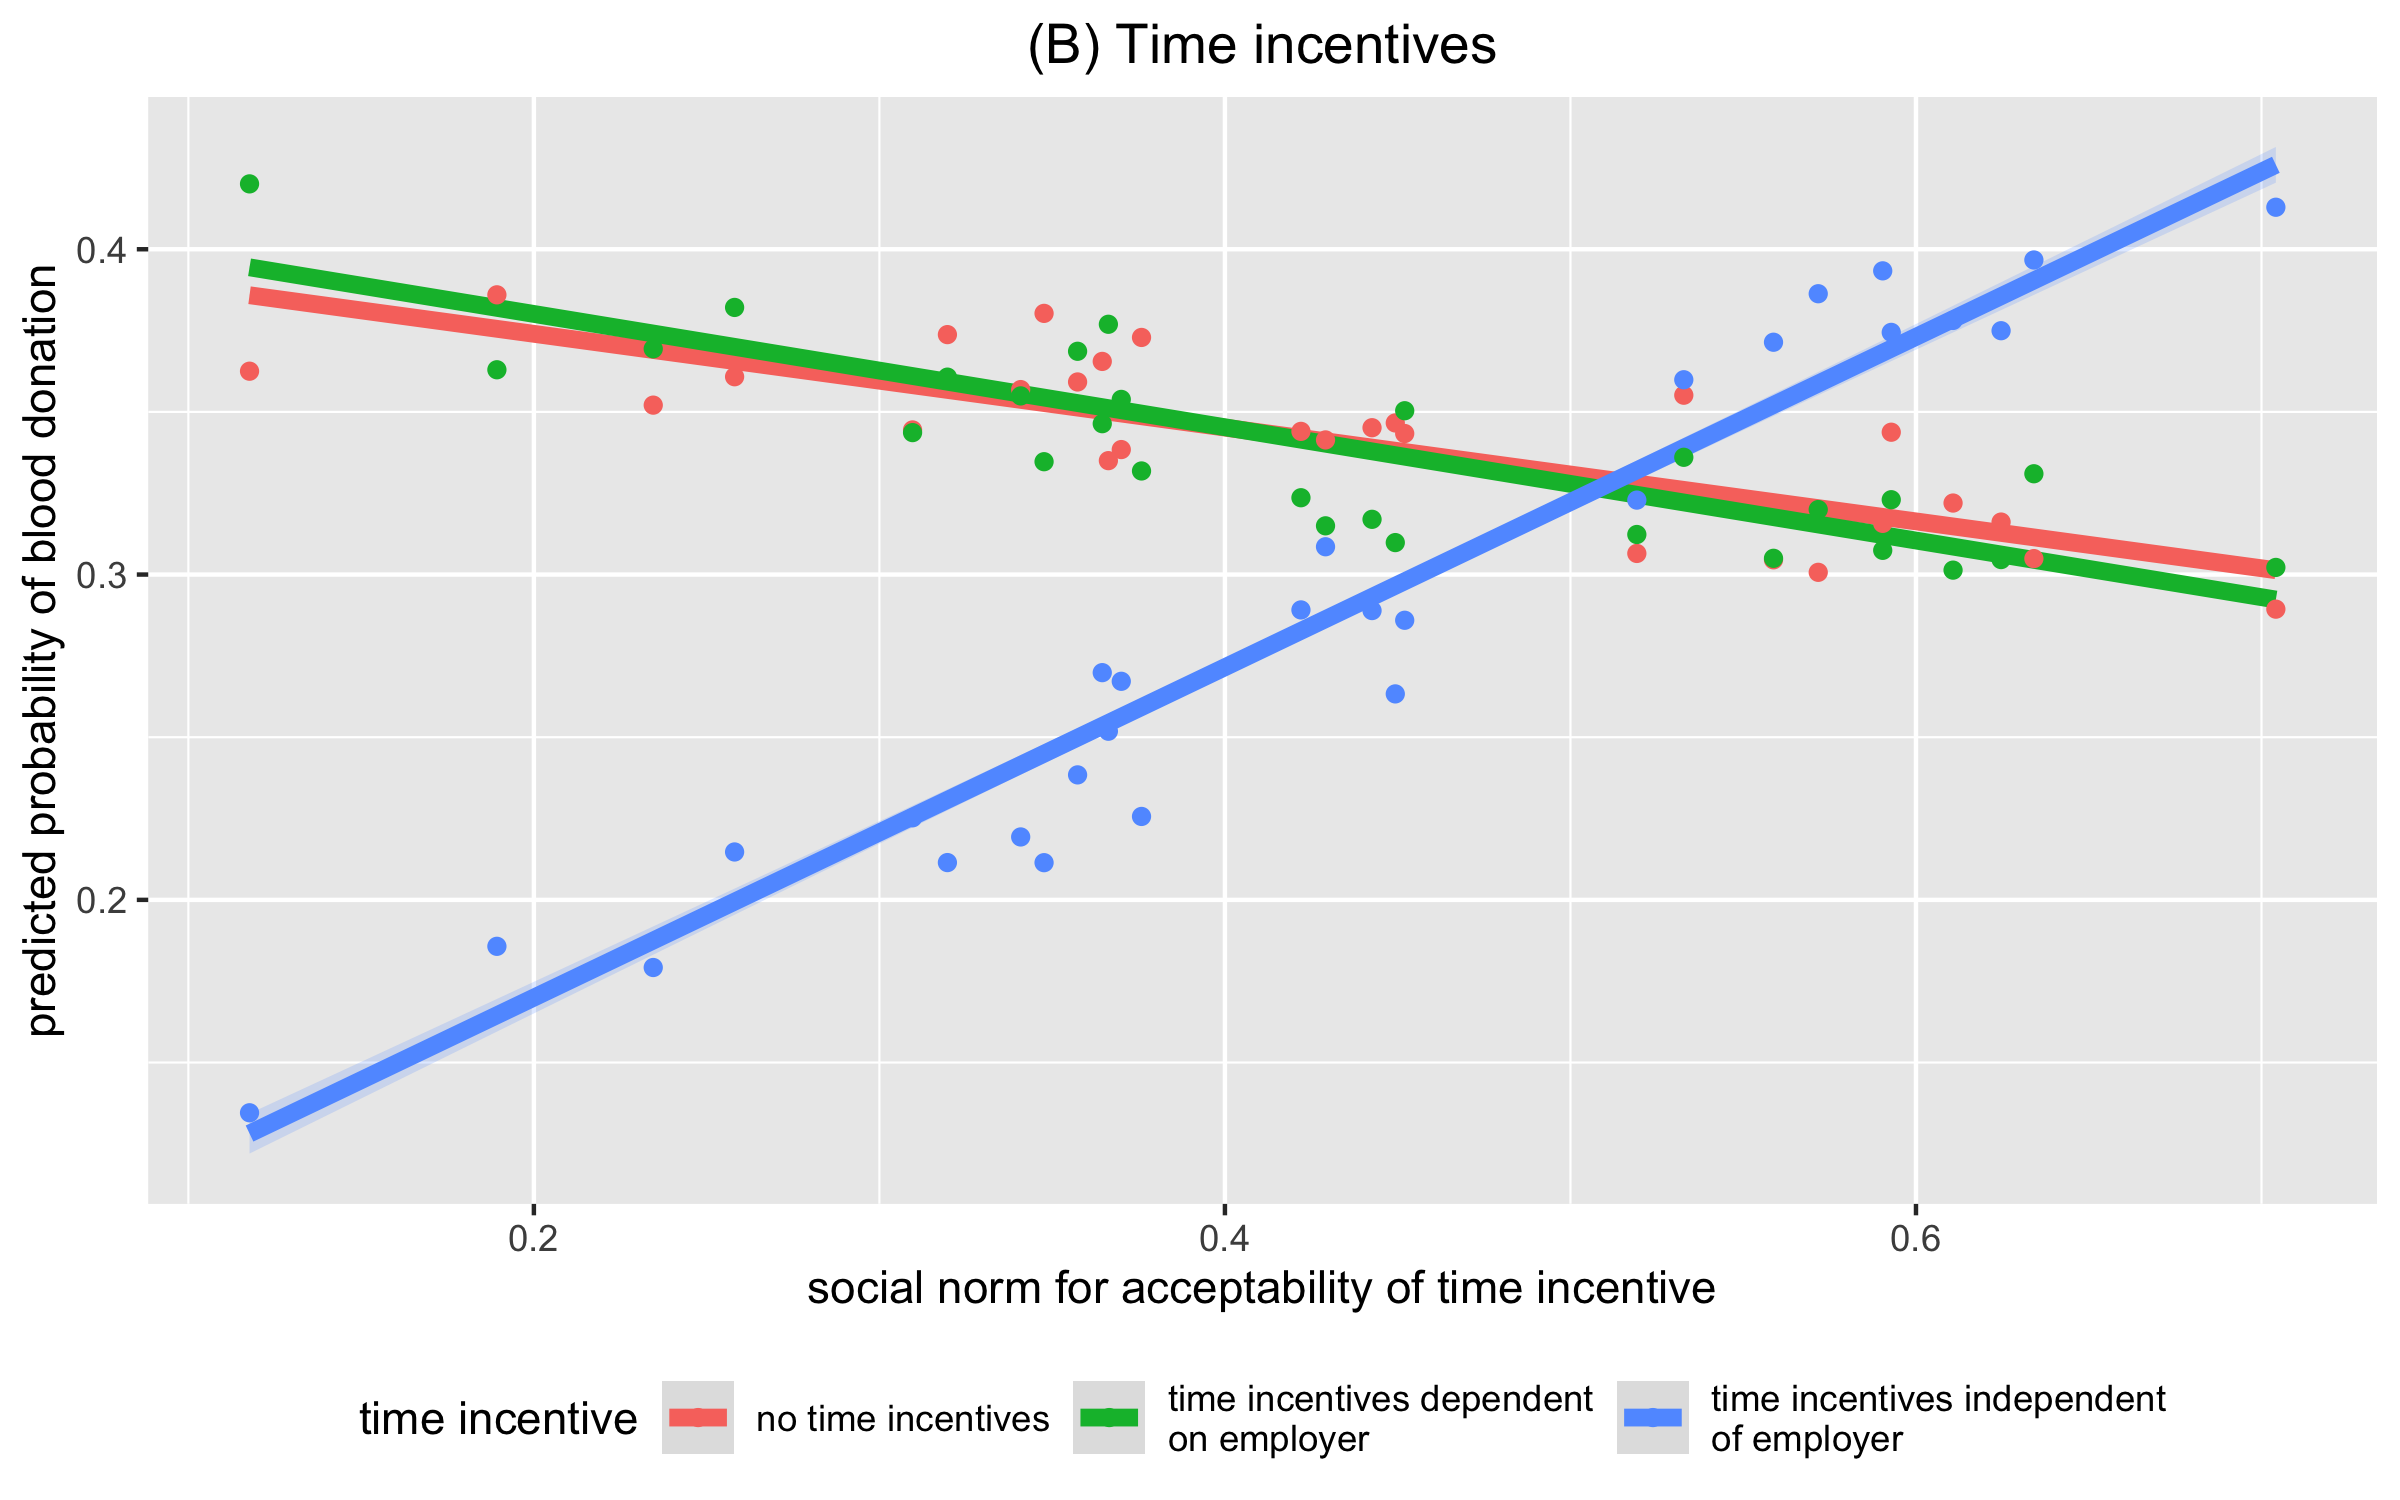 (B) Time incentives
predicted probability of blood donation
0.4
0.3
0.2
0.2
0.4
0.6
social norm for acceptability of time incentive
time incentive
no time incentives
time incentives dependent
on employer
time incentives independent
of employer